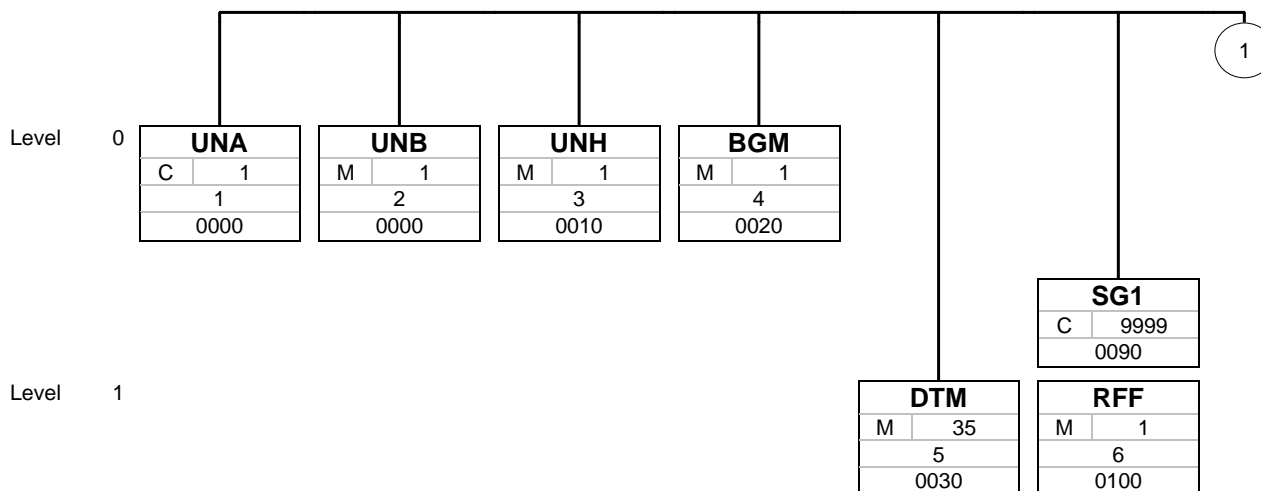 1
Level 0
UNA UNB UNH BGM
C 1 M 1 M 1 M 1
1 2 3 4
0000 0000 0010 0020
SG1
C 9999
0090
Level 1
DTM RFF
M 35 M 1
5 6
0030 0100